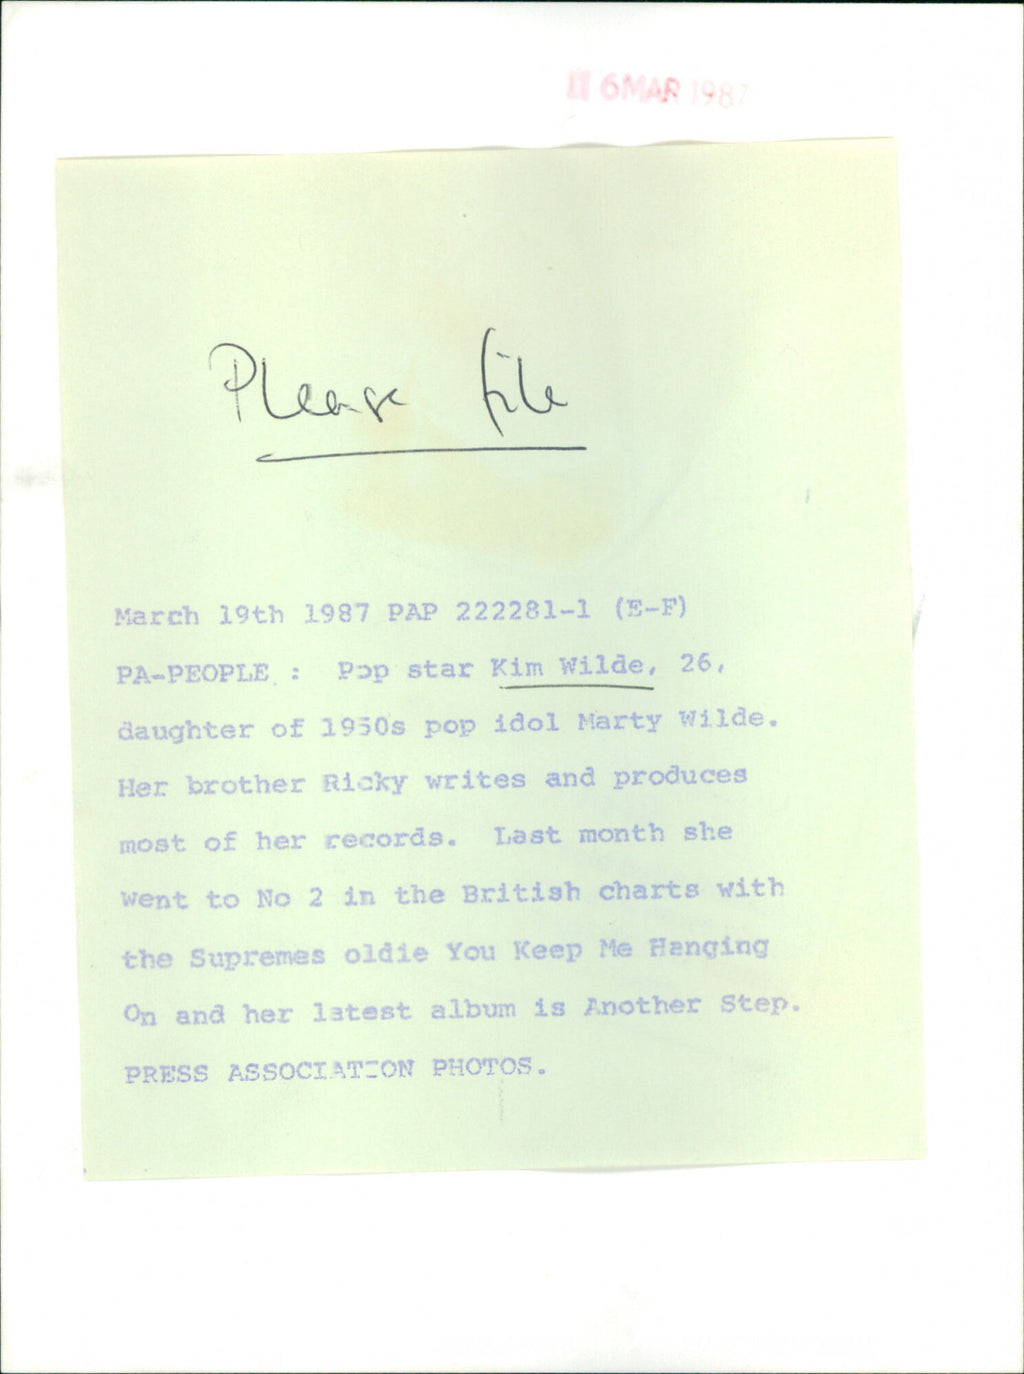 6 MAR 1987
Please file
March 19th 1987 PAP 222281-1 (E-F)
PA-PEOPLE : Pop star Kim Wilde, 26,
daughter of 1950s pop idol Marty Wilde.
Her brother Ricky writes and produces
most of her records. Last month she
went to No 2 in the British charts with
the Supremes oldie You Keep Me Hanging
On and her latest album is Another Step.
PRESS ASSOCIATION PHOTOS.